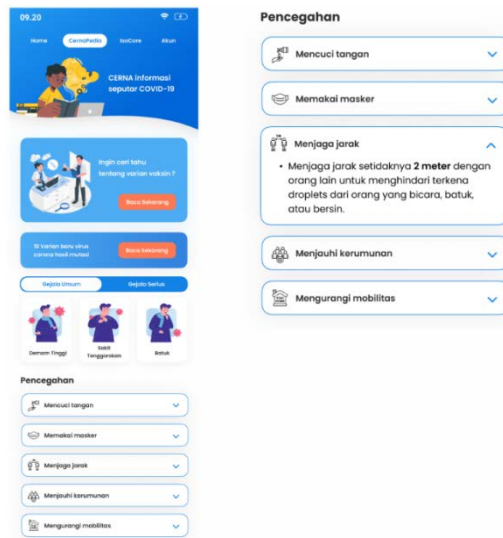 09.20
Home CernaPedia IsoCare Akun
CERNA informasi
seputar COVID-19
Ingin cari tahu
tentang varian vaksin ?
Baca Sekarang
10 Varian baru virus
corona hasil mutasi
Baca Sekarang
Gejala Umum Gejala Serius
Demam Tinggi
Sakit
Tenggorokan
Batuk
Pencegahan
Mencuci tangan
Memakai masker
Menjaga jarak
Menjauhi kerumunan
Mengurangi mobilitas
Pencegahan
Mencuci tangan
Memakai masker
Menjaga jarak
• Menjaga jarak setidaknya 2 meter dengan
orang lain untuk menghindari terkena
droplets dari orang yang bicara, batuk,
atau bersin.
Menjauhi kerumunan
Mengurangi mobilitas